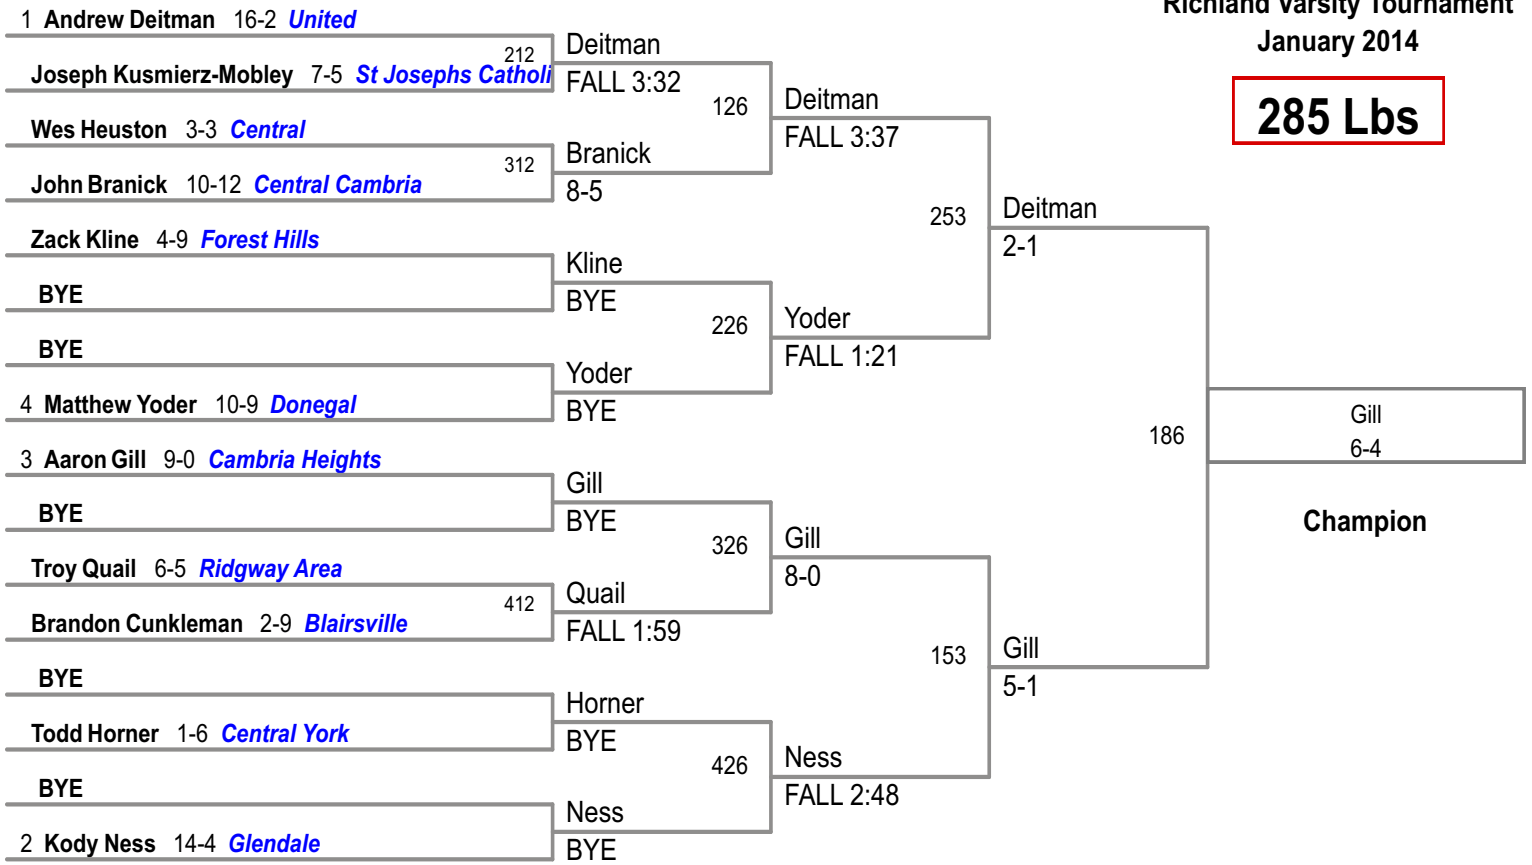 Richland Varsity Tournament
January 2014
285 Lbs
1 Andrew Deitman 16-2 United
Joseph Kusmierz-Mobley 7-5 St Josephs Catholi
Wes Heuston 3-3 Central
John Branick 10-12 Central Cambria
Zack Kline 4-9 Forest Hills
BYE
BYE
4 Matthew Yoder 10-9 Donegal
3 Aaron Gill 9-0 Cambria Heights
BYE
Troy Quail 6-5 Ridgway Area
Brandon Cunkleman 2-9 Blairsville
BYE
Todd Horner 1-6 Central York
BYE
2 Kody Ness 14-4 Glendale
212
312
412
Deitman
FALL 3:32
Branick
8-5
Kline
BYE
Yoder
BYE
Gill
BYE
Quail
FALL 1:59
Horner
BYE
Ness
BYE
126
226
326
426
Deitman
FALL 3:37
Yoder
FALL 1:21
Gill
8-0
Ness
FALL 2:48
253
153
Deitman
2-1
Gill
5-1
186
Gill
6-4
Champion